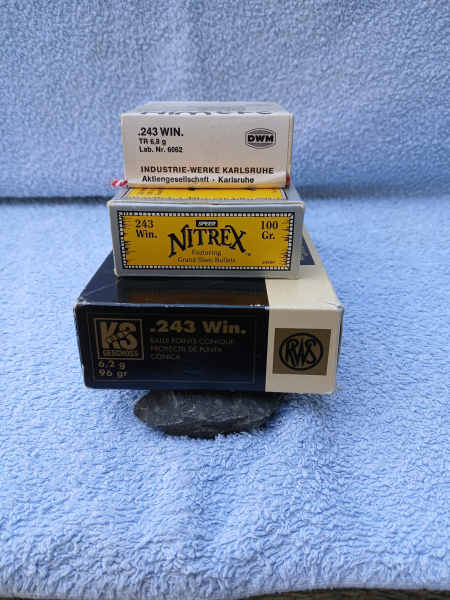 .243 WIN.
TR 6,8 g
Lab. Nr. 6062
DWM
INDUSTRIE-WERKE KARLSRUHE
Aktiengesellschaft · Karlsruhe
243 Win.
SPEER
NITREX™
Featuring
Grand Slam Bullets
100 Gr.
KS
GESCHOSS
6,2 g
96 gr
.243 Win.
BALLE POINTE CONIQUE
PROYECTIL DE PUNTA
CÓNICA
RWS